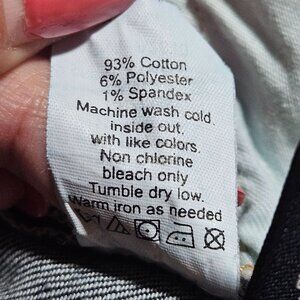 93% Cotton
6% Polyester
1% Spandex
Machine wash cold
inside out,
with like colors.
Non chlorine
bleach only
Tumble dry low.
Warm iron as needed